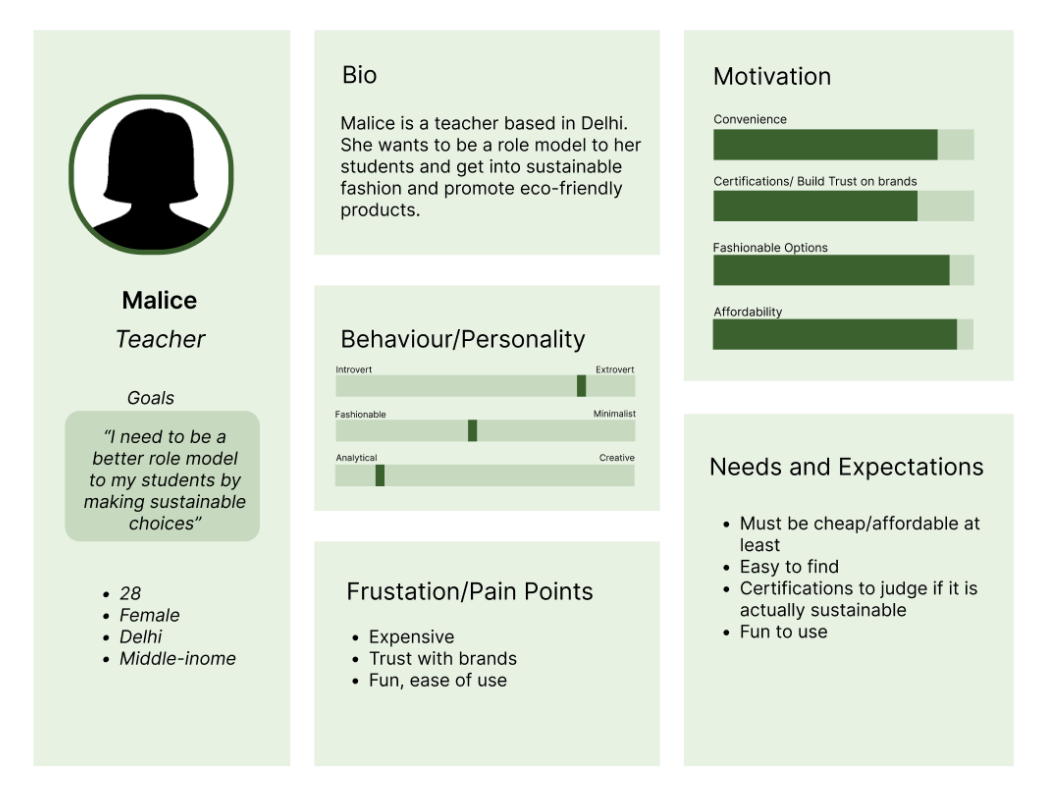 Malice
Teacher
Goals
“I need to be a
better role model
to my students by
making sustainable
choices”
• 28
• Female
• Delhi
• Middle-inome
Bio
Malice is a teacher based in Delhi.
She wants to be a role model to her
students and get into sustainable
fashion and promote eco-friendly
products.
Behaviour/Personality
Introvert Extrovert
Fashionable Minimalist
Analytical Creative
Frustation/Pain Points
• Expensive
• Trust with brands
• Fun, ease of use
Motivation
Convenience
Certifications/ Build Trust on brands
Fashionable Options
Affordability
Needs and Expectations
• Must be cheap/affordable at
least
• Easy to find
• Certifications to judge if it is
actually sustainable
• Fun to use